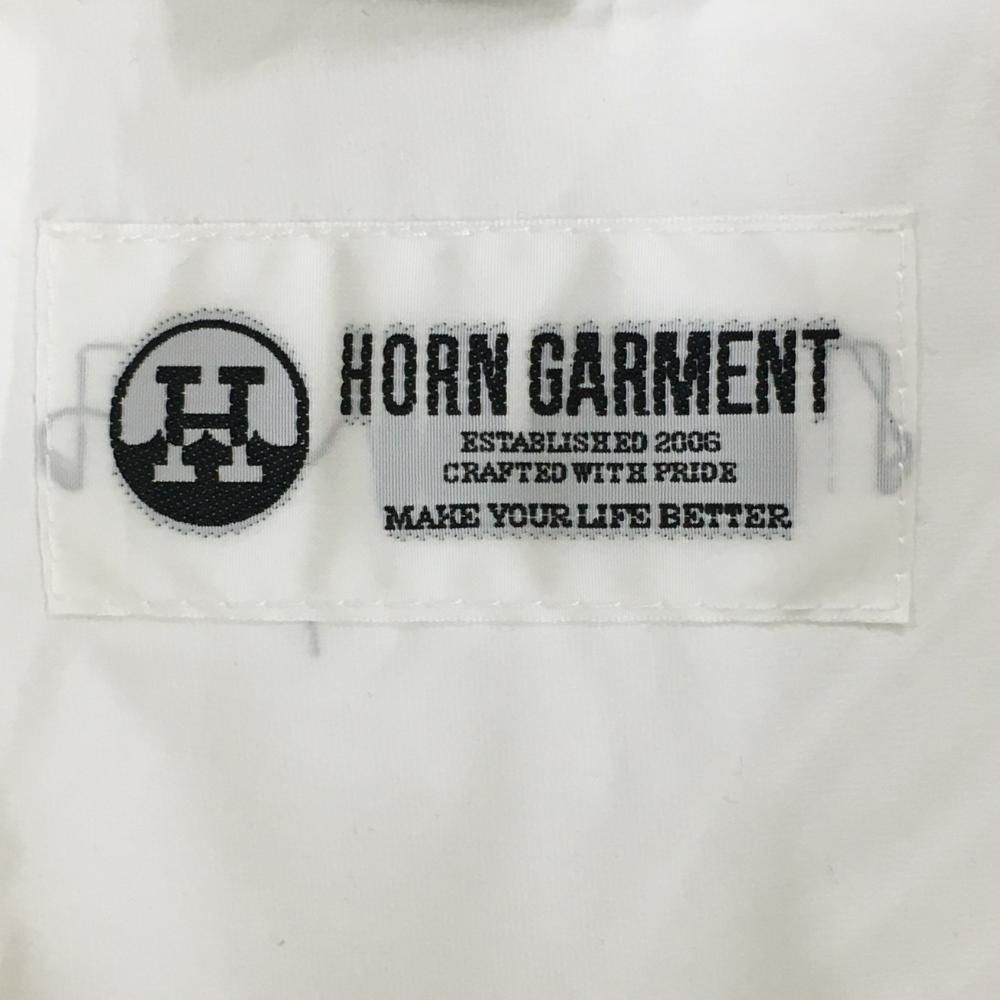 H
HORN GARMENT
ESTABLISHED 2006
CRAFTED WITH PRIDE
MAKE YOUR LIFE BETTER